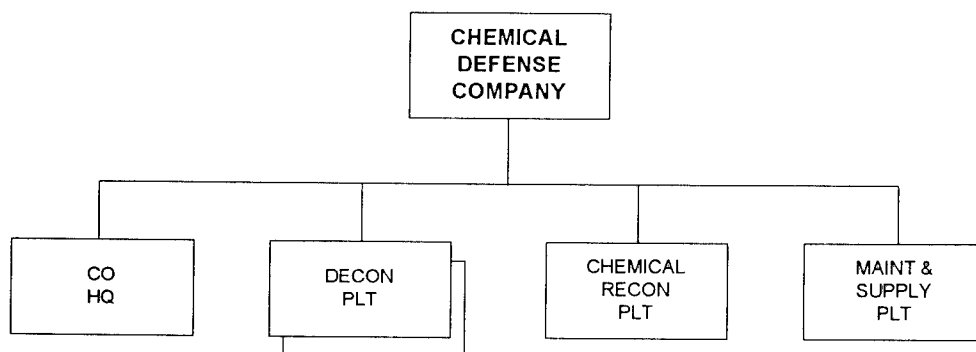 CHEMICAL
DEFENSE
COMPANY
CO
HQ
DECON
PLT
CHEMICAL
RECON
PLT
MAINT &
SUPPLY
PLT